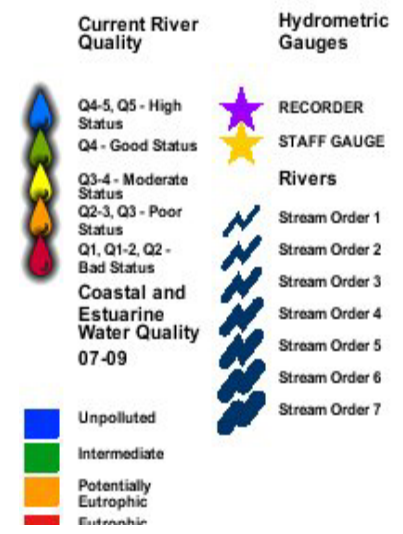 Current River
Quality
Q4-5, Q5 - High
Status
Q4 - Good Status
Q3-4 - Moderate
Status
Q2-3, Q3 - Poor
Status
Q1, Q1-2, Q2 -
Bad Status
Coastal and
Estuarine
Water Quality
07-09
Unpolluted
Intermediate
Potentially
Eutrophic
Eutrophic
Hydrometric
Gauges
RECORDER
STAFF GAUGE
Rivers
Stream Order 1
Stream Order 2
Stream Order 3
Stream Order 4
Stream Order 5
Stream Order 6
Stream Order 7